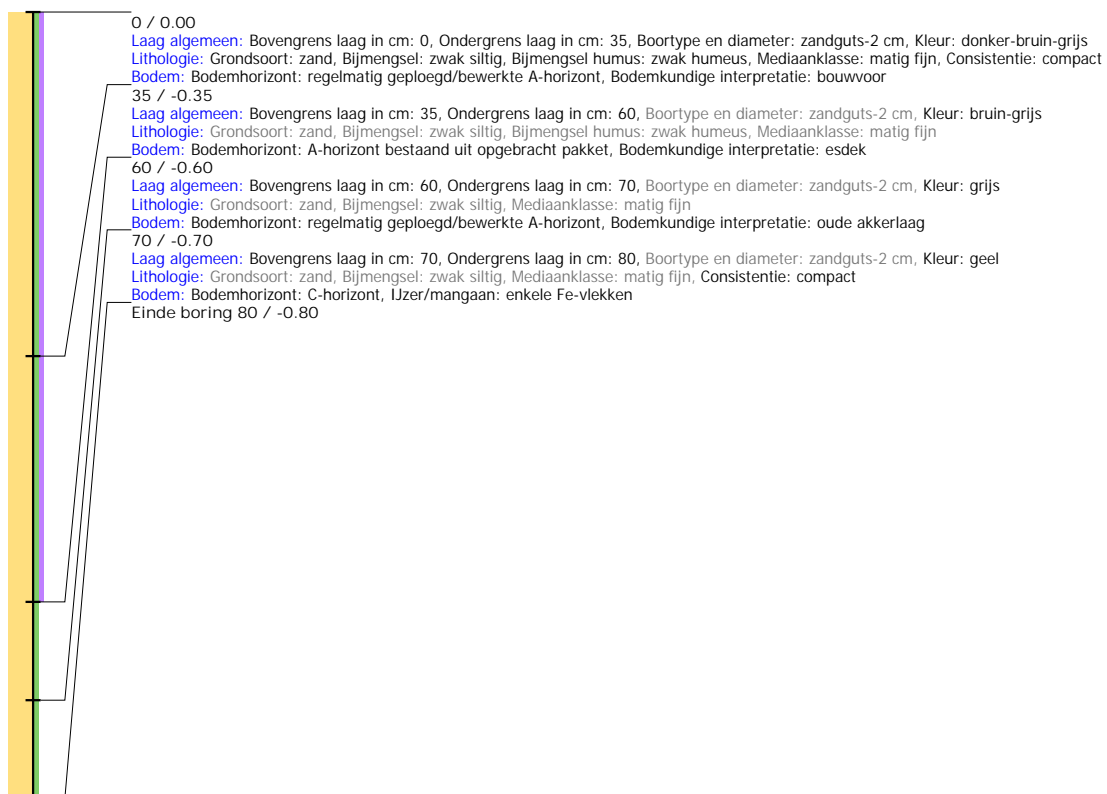 0 / 0.00
Laag algemeen: Bovengrens laag in cm: 0, Ondergrens laag in cm: 35, Boortype en diameter: zandguts-2 cm, Kleur: donker-bruin-grijs
Lithologie: Grondsoort: zand, Bijmengsel: zwak siltig, Bijmengsel humus: zwak humeus, Mediaanklasse: matig fijn, Consistentie: compact
Bodem: Bodemhorizont: regelmatig geploegd/bewerkte A-horizont, Bodemkundige interpretatie: bouwvoor
35 / -0.35
Laag algemeen: Bovengrens laag in cm: 35, Ondergrens laag in cm: 60, Boortype en diameter: zandguts-2 cm, Kleur: bruin-grijs
Lithologie: Grondsoort: zand, Bijmengsel: zwak siltig, Bijmengsel humus: zwak humeus, Mediaanklasse: matig fijn
Bodem: Bodemhorizont: A-horizont bestaand uit opgebracht pakket, Bodemkundige interpretatie: esdek
60 / -0.60
Laag algemeen: Bovengrens laag in cm: 60, Ondergrens laag in cm: 70, Boortype en diameter: zandguts-2 cm, Kleur: grijs
Lithologie: Grondsoort: zand, Bijmengsel: zwak siltig, Mediaanklasse: matig fijn
Bodem: Bodemhorizont: regelmatig geploegd/bewerkte A-horizont, Bodemkundige interpretatie: oude akkerlaag
70 / -0.70
Laag algemeen: Bovengrens laag in cm: 70, Ondergrens laag in cm: 80, Boortype en diameter: zandguts-2 cm, Kleur: geel
Lithologie: Grondsoort: zand, Bijmengsel: zwak siltig, Mediaanklasse: matig fijn, Consistentie: compact
Bodem: Bodemhorizont: C-horizont, IJzer/mangaan: enkele Fe-vlekken
Einde boring 80 / -0.80